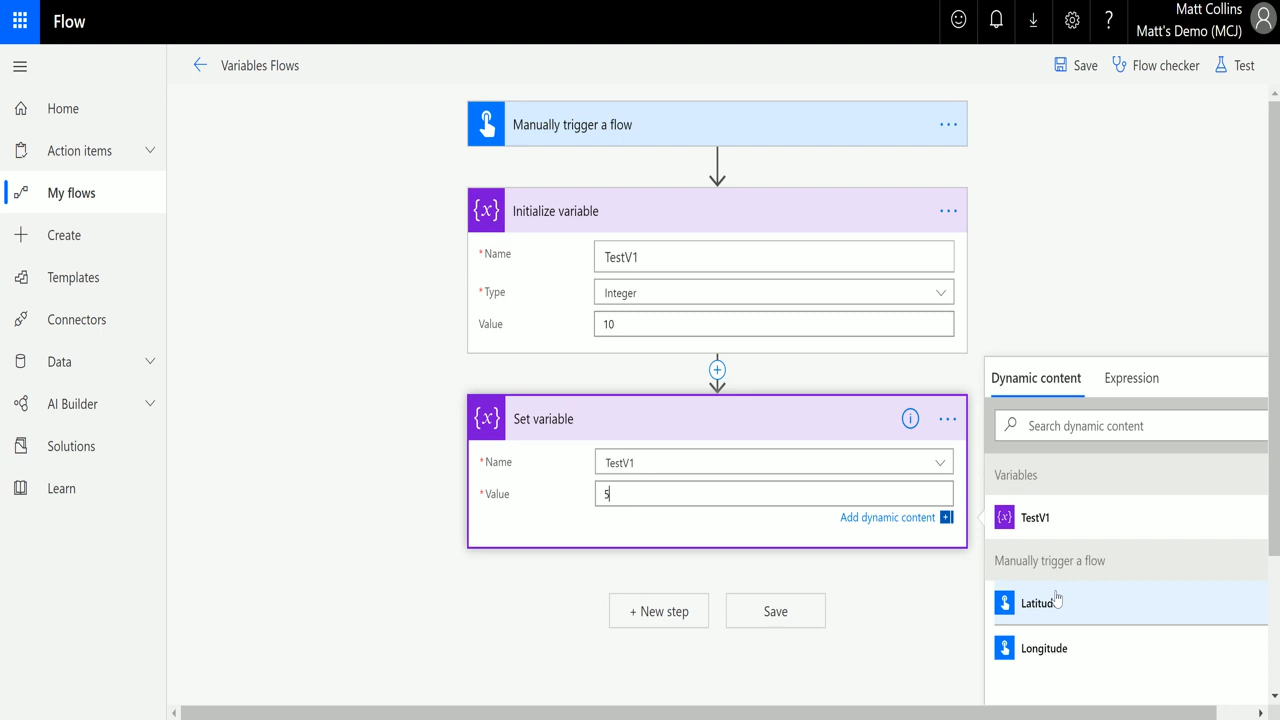 Flow
Matt Collins
Matt's Demo (MCJ)
?
Variables Flows
Save
Flow checker
Test
Home
Action items
My flows
Create
Templates
Connectors
Data
AI Builder
Solutions
Learn
Manually trigger a flow
{x} Initialize variable
* Name
TestV1
* Type
Integer
Value
10
{x} Set variable
* Name
TestV1
* Value
5
Add dynamic content
+ New step
Save
Dynamic content
Expression
Search dynamic content
Variables
{x} TestV1
Manually trigger a flow
Latitude
Longitude